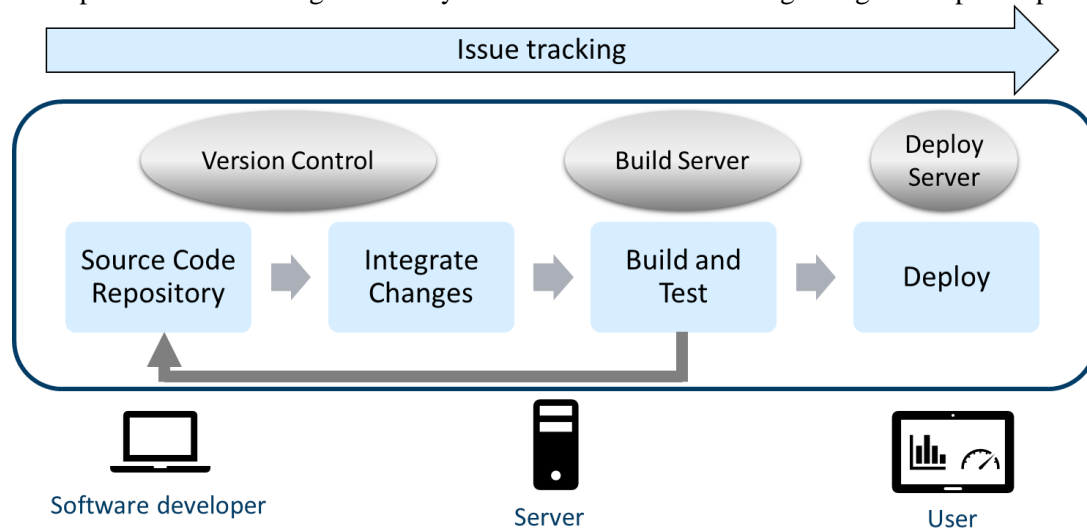 Issue tracking
Version Control
Build Server
Deploy
Server
Source Code
Repository
Integrate
Changes
Build and
Test
Deploy
Software developer
Server
User